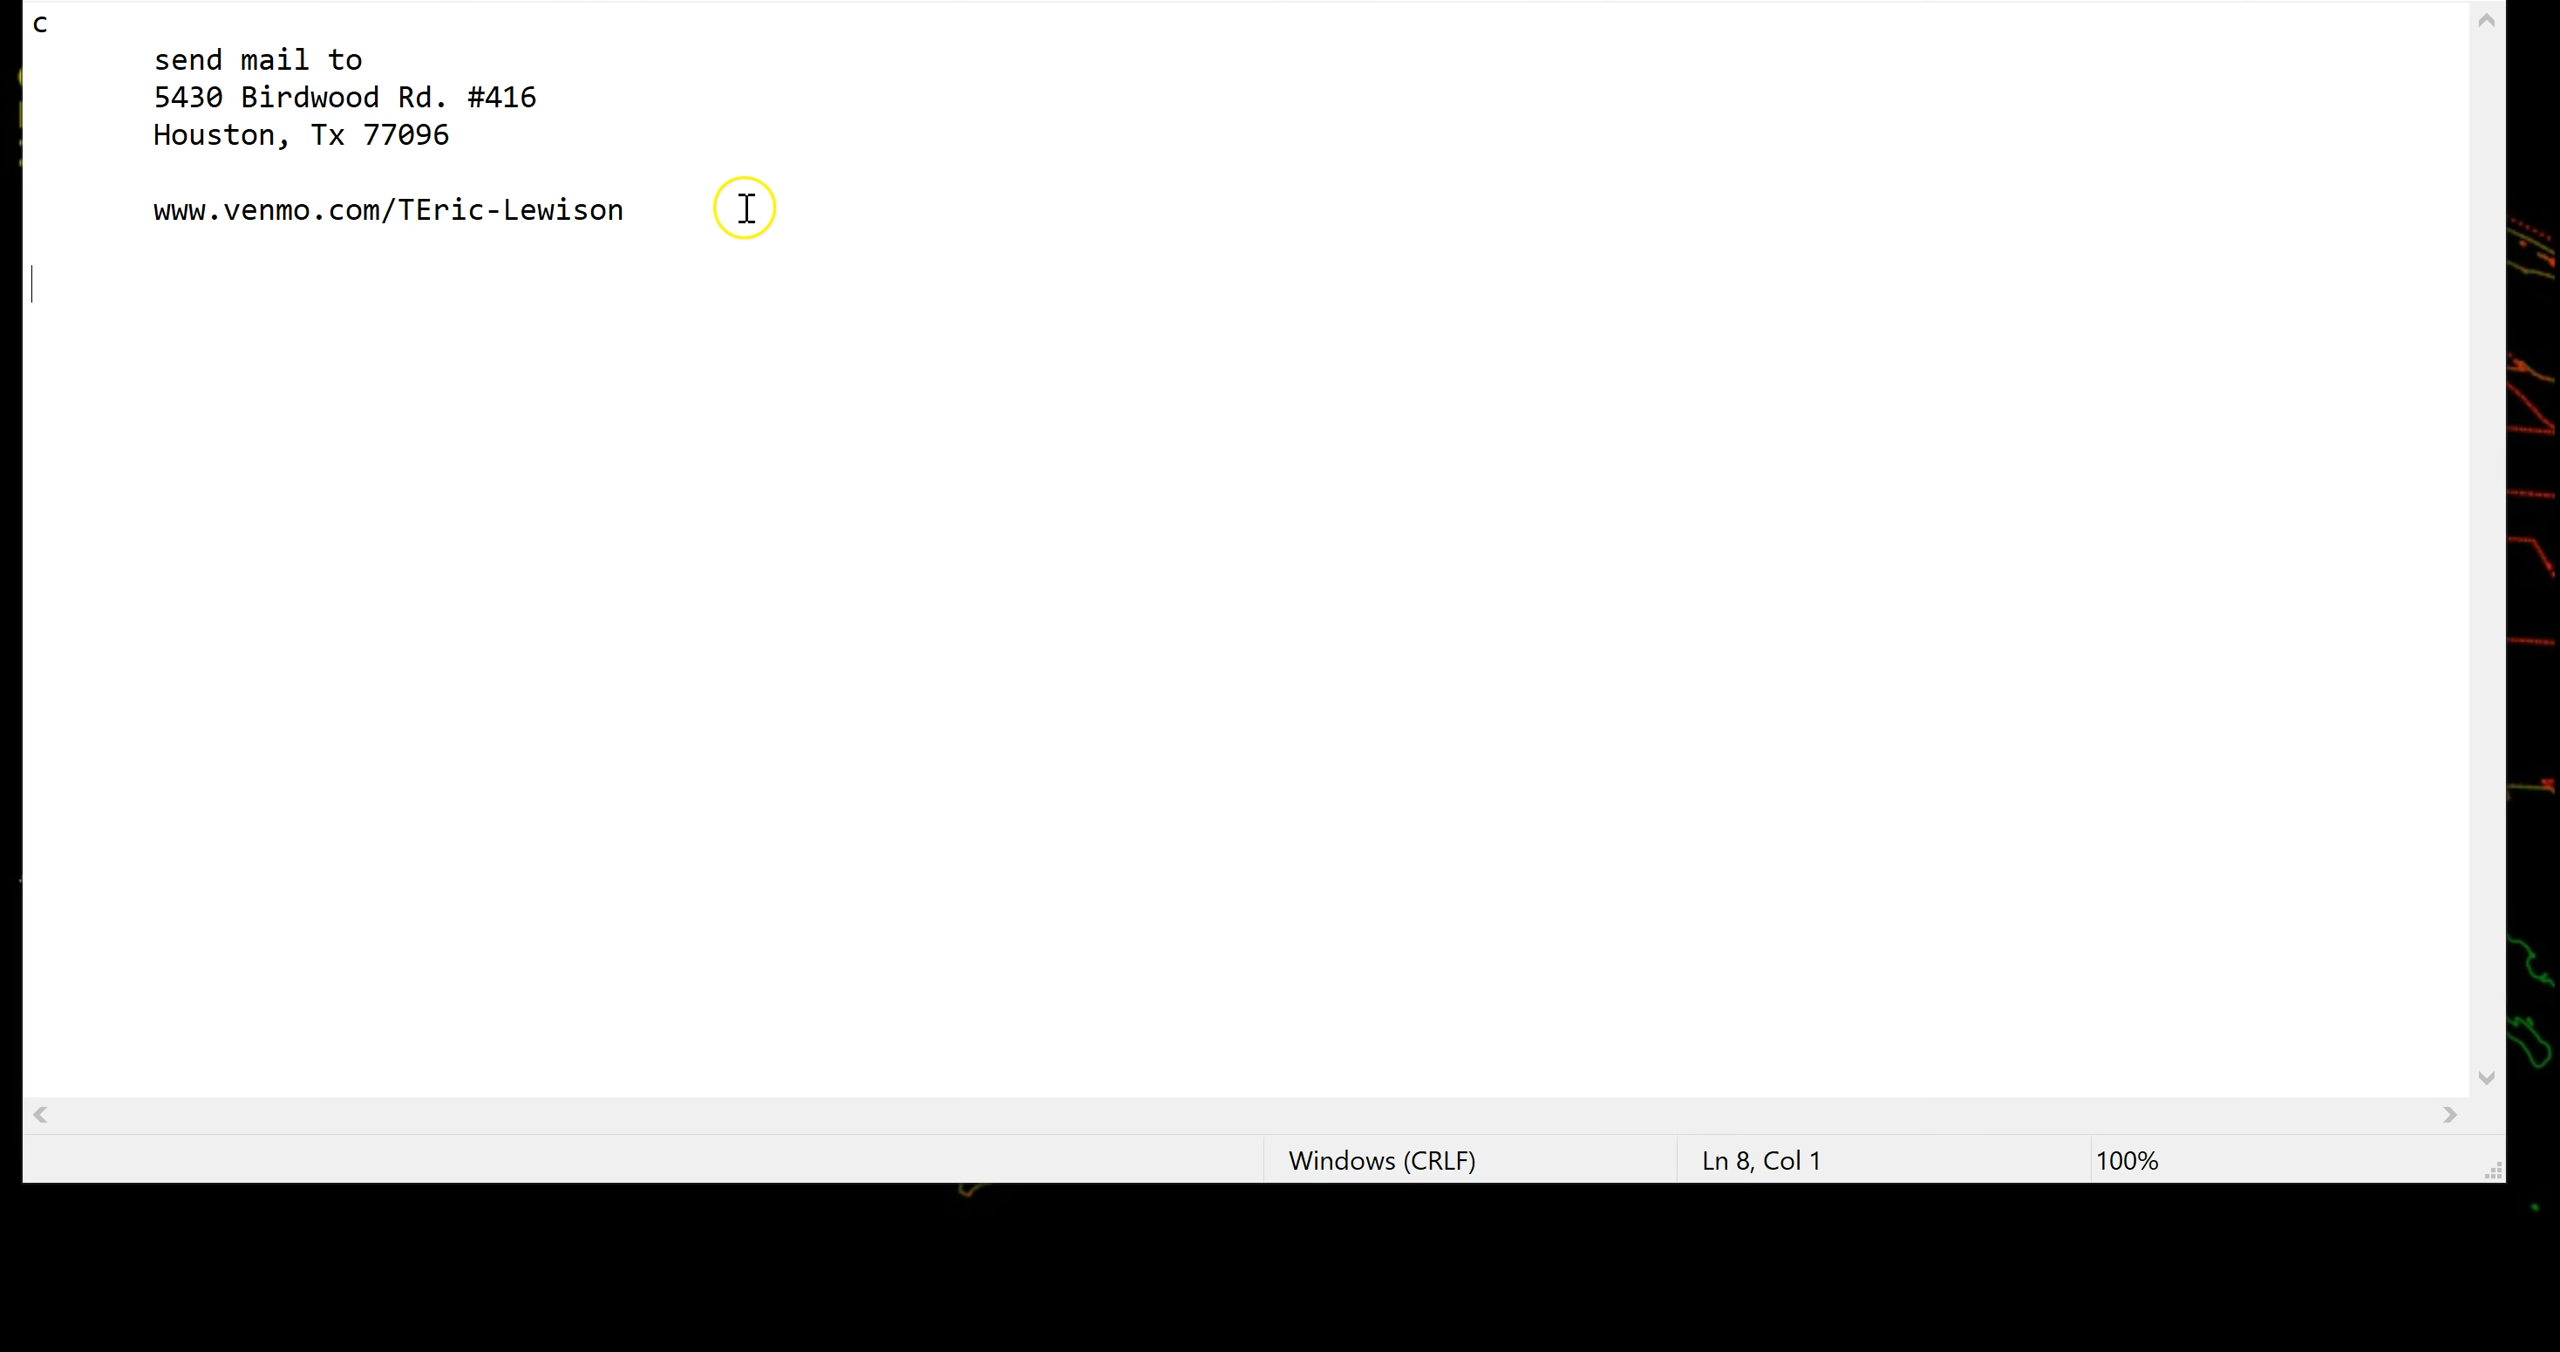 c
send mail to
5430 Birdwood Rd. #416
Houston, Tx 77096
www.venmo.com/TEric-Lewison
Windows (CRLF)
Ln 8, Col 1
100%